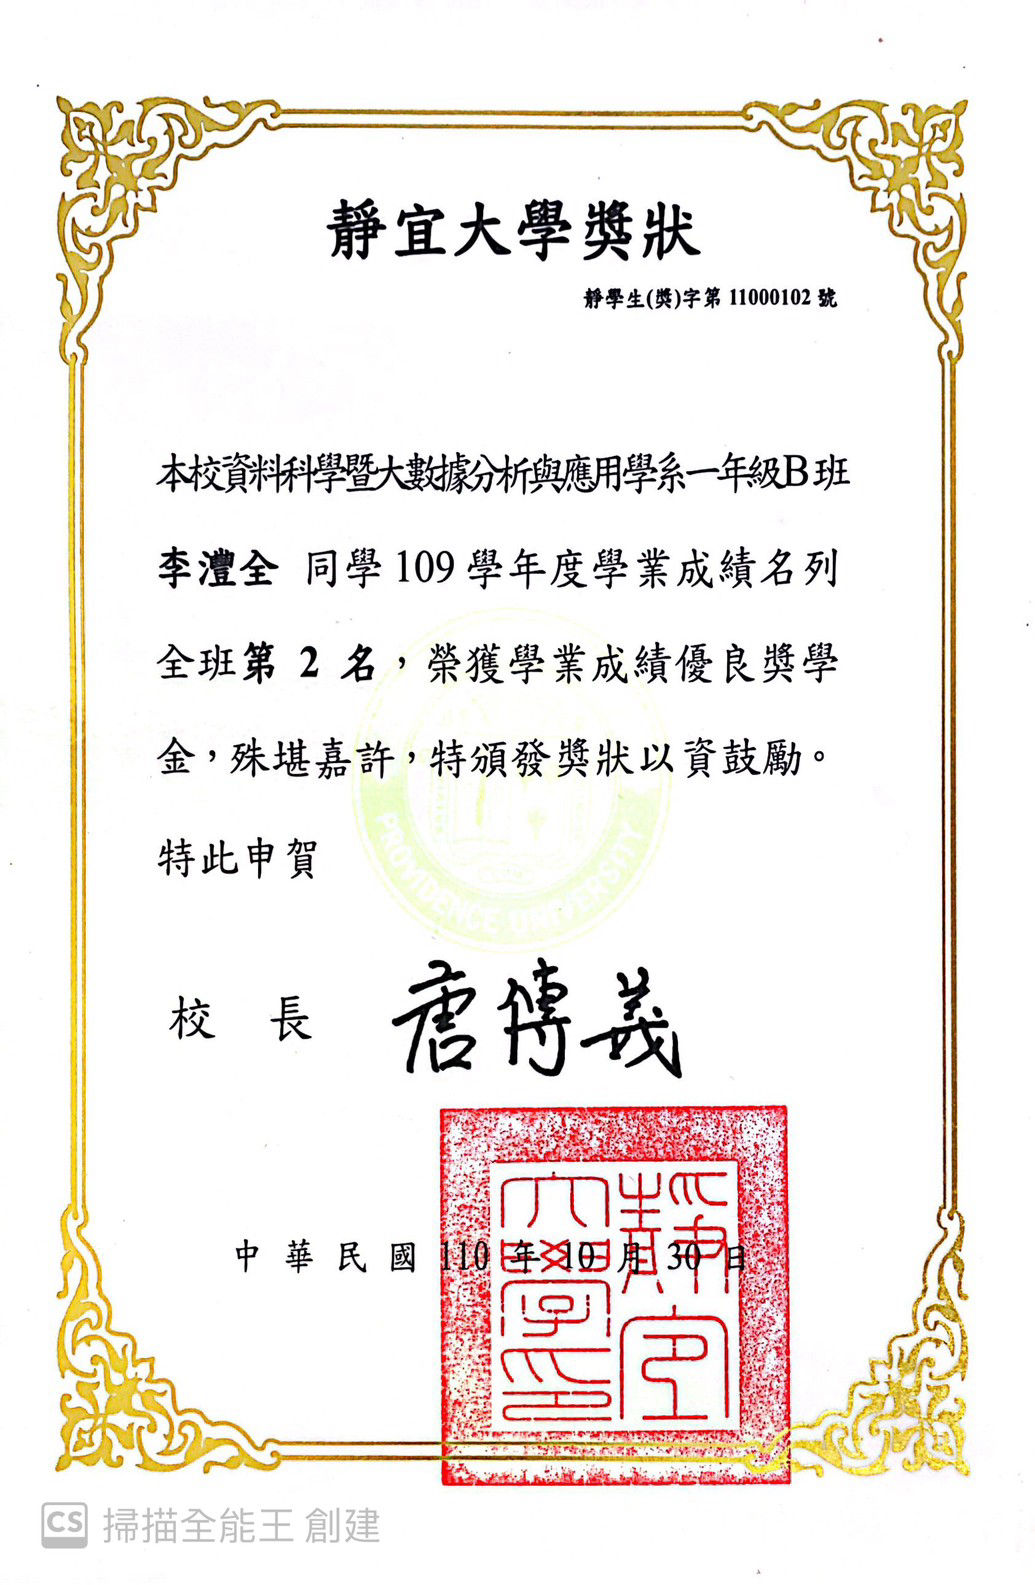 靜宜大學獎狀
靜學生(獎)字第 11000102 號
本校資料科學暨大數據分析與應用學系一年級B班
李灃全 同學 109 學年度學業成績名列
全班第 2 名，榮獲學業成績優良獎學
金，殊堪嘉許，特頒發獎狀以資鼓勵。
特此申賀
PROVIDENCE UNIVERSITY
校 長 唐傳義
中華民國 110 年 10 月 30 日
靜宜
大學印
CS 掃描全能王 創建